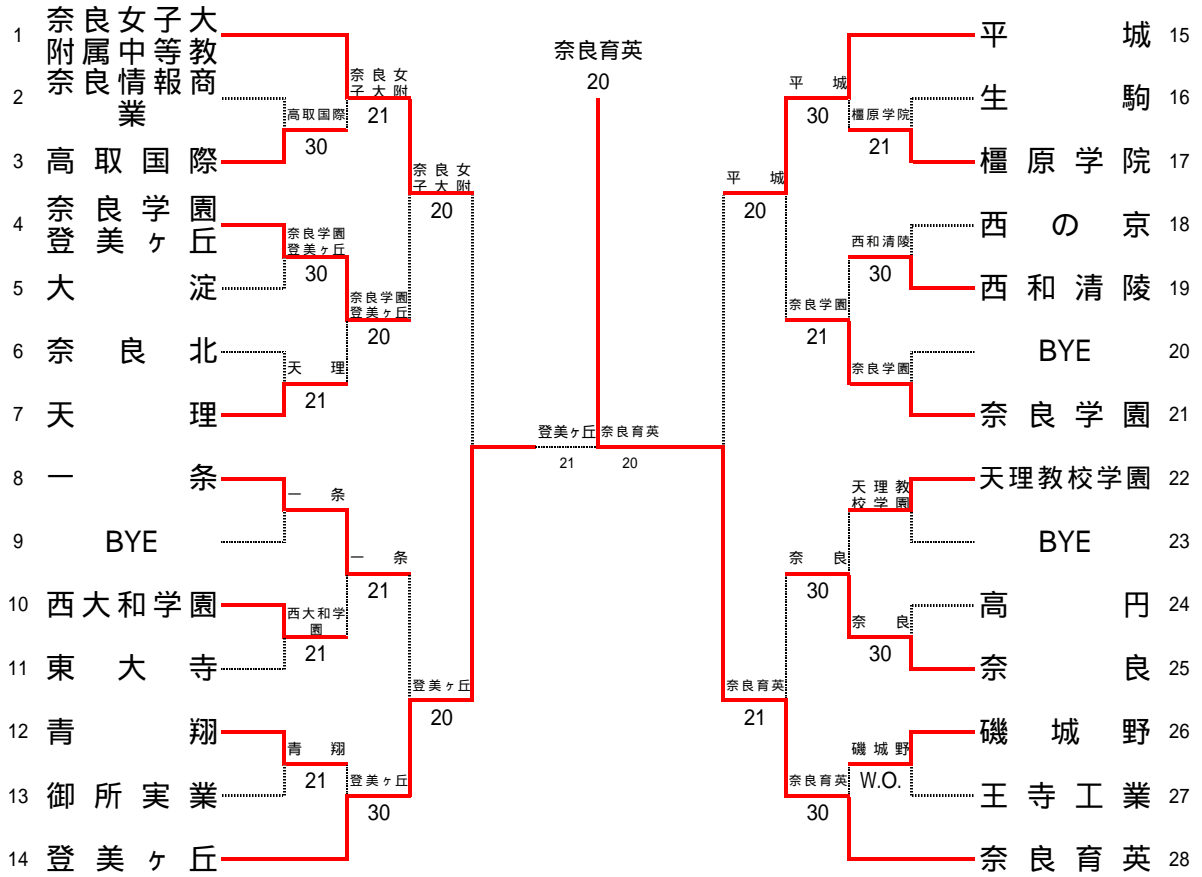 奈良育英
20
1 奈良女子大
附属中等教
2 奈良情報商
業
3 高取国際
4 奈良学園
登美ヶ丘
5 大淀
6 奈良北
7 天理
8 一条
9 BYE
10 西大和学園
11 東大寺
12 青翔
13 御所実業
14 登美ヶ丘
高取国際
30
奈良学園
登美ヶ丘
30
天理
21
一条
西大和学
園
21
青翔
21
奈良女
子大附
21
奈良学園
登美ヶ丘
20
一条
21
登美ヶ丘
30
奈良女
子大附
20
登美ヶ丘
20
登美ヶ丘
21
奈良育英
20
平城
20
奈良育英
21
平城
30
奈良学園
21
奈良
30
奈良育英
30
橿原学院
21
西和清陵
30
奈良学園
天理教
校学園
奈良
30
磯城野
W.O.
平城 15
生駒 16
橿原学院 17
西の京 18
西和清陵 19
BYE 20
奈良学園 21
天理教校学園 22
BYE 23
高円 24
奈良 25
磯城野 26
王寺工業 27
奈良育英 28